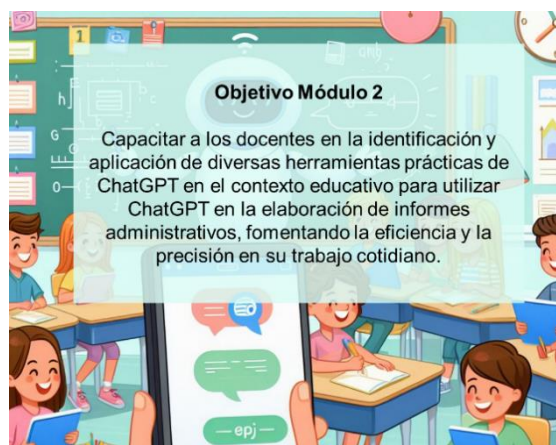 1
Objetivo Módulo 2
Capacitar a los docentes en la identificación y
aplicación de diversas herramientas prácticas de
ChatGPT en el contexto educativo para utilizar
ChatGPT en la elaboración de informes
administrativos, fomentando la eficiencia y la
precisión en su trabajo cotidiano.
epj